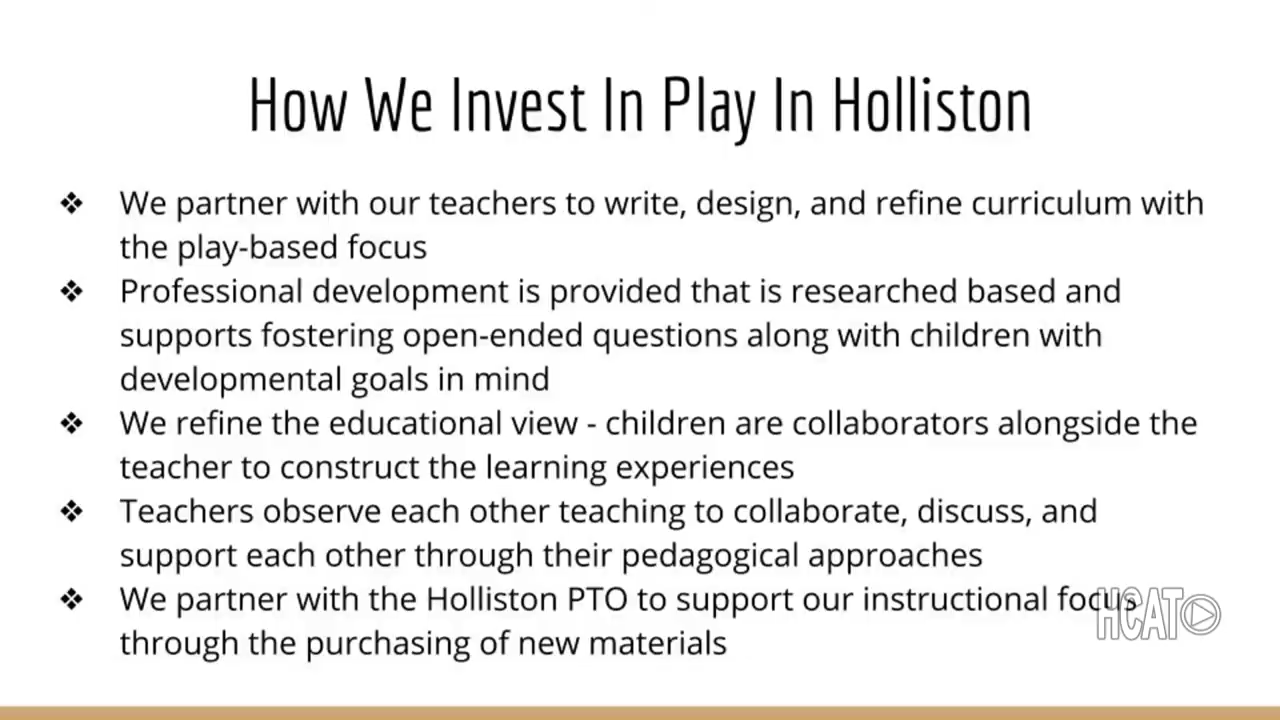 How We Invest In Play In Holliston
❖ We partner with our teachers to write, design, and refine curriculum with
the play-based focus
❖ Professional development is provided that is researched based and
supports fostering open-ended questions along with children with
developmental goals in mind
❖ We refine the educational view - children are collaborators alongside the
teacher to construct the learning experiences
❖ Teachers observe each other teaching to collaborate, discuss, and
support each other through their pedagogical approaches
❖ We partner with the Holliston PTO to support our instructional focus
through the purchasing of new materials
HCAT